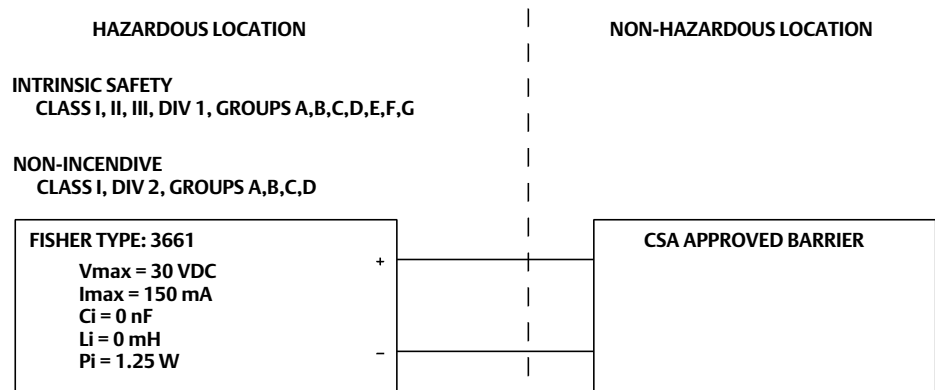 HAZARDOUS LOCATION
NON-HAZARDOUS LOCATION
INTRINSIC SAFETY
CLASS I, II, III, DIV 1, GROUPS A,B,C,D,E,F,G
NON-INCENDIVE
CLASS I, DIV 2, GROUPS A,B,C,D
FISHER TYPE: 3661
Vmax = 30 VDC
Imax = 150 mA
Ci = 0 nF
Li = 0 mH
Pi = 1.25 W
+
−
CSA APPROVED BARRIER